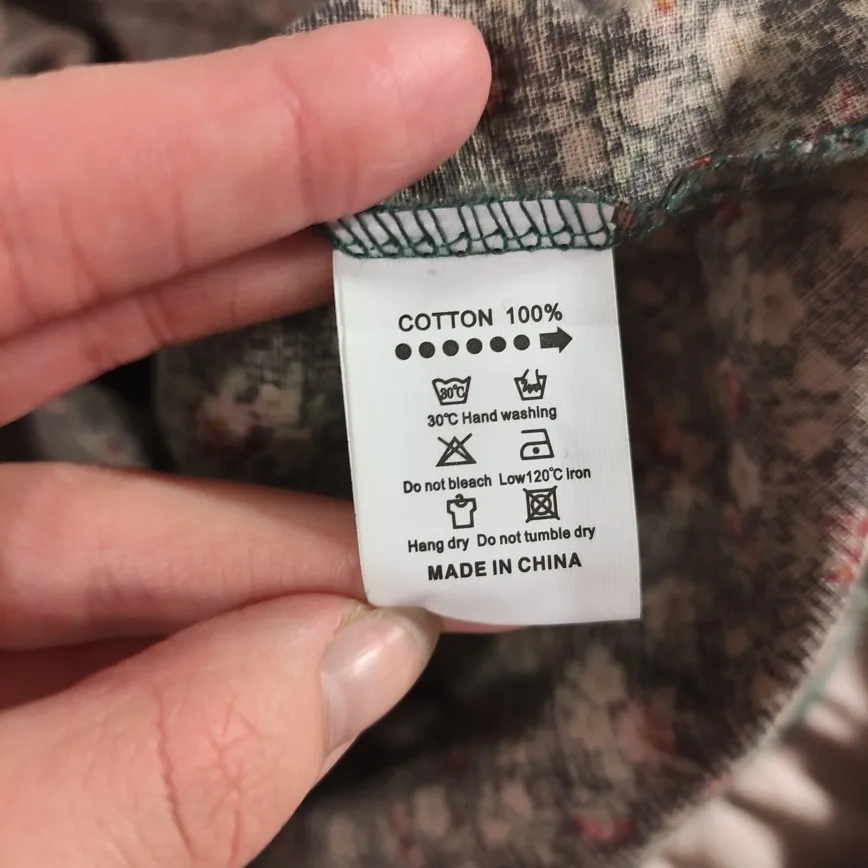 COTTON 100%
30°C
30℃ Hand washing
Do not bleach Low120℃ Iron
Hang dry Do not tumble dry
MADE IN CHINA